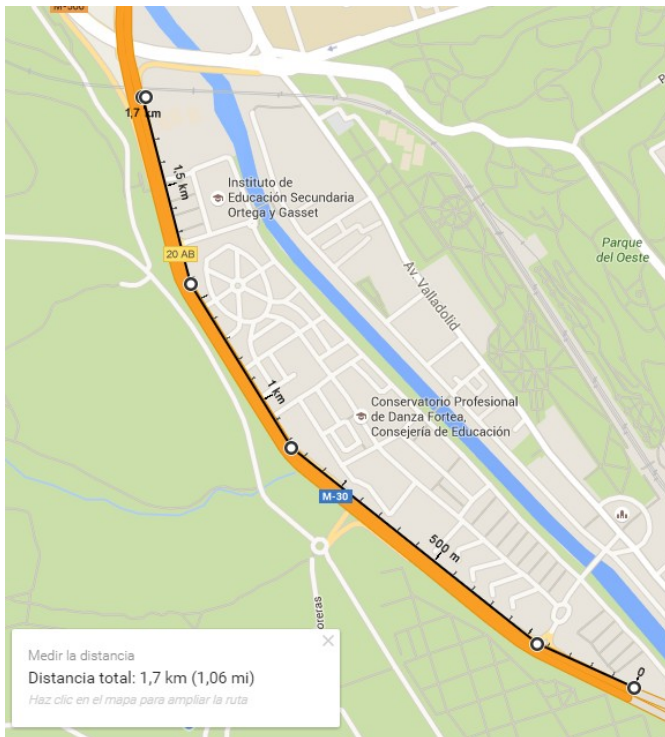 M-500
1,7 km
1,5 km
Instituto de
Educación Secundaria
Ortega y Gasset
20 AB
Parque
del Oeste
Av. Valladolid
1 km
Conservatorio Profesional
de Danza Fortea,
Consejería de Educación
M-30
500 m
0
Medir la distancia
Distancia total: 1,7 km (1,06 mi)
Haz clic en el mapa para ampliar la ruta